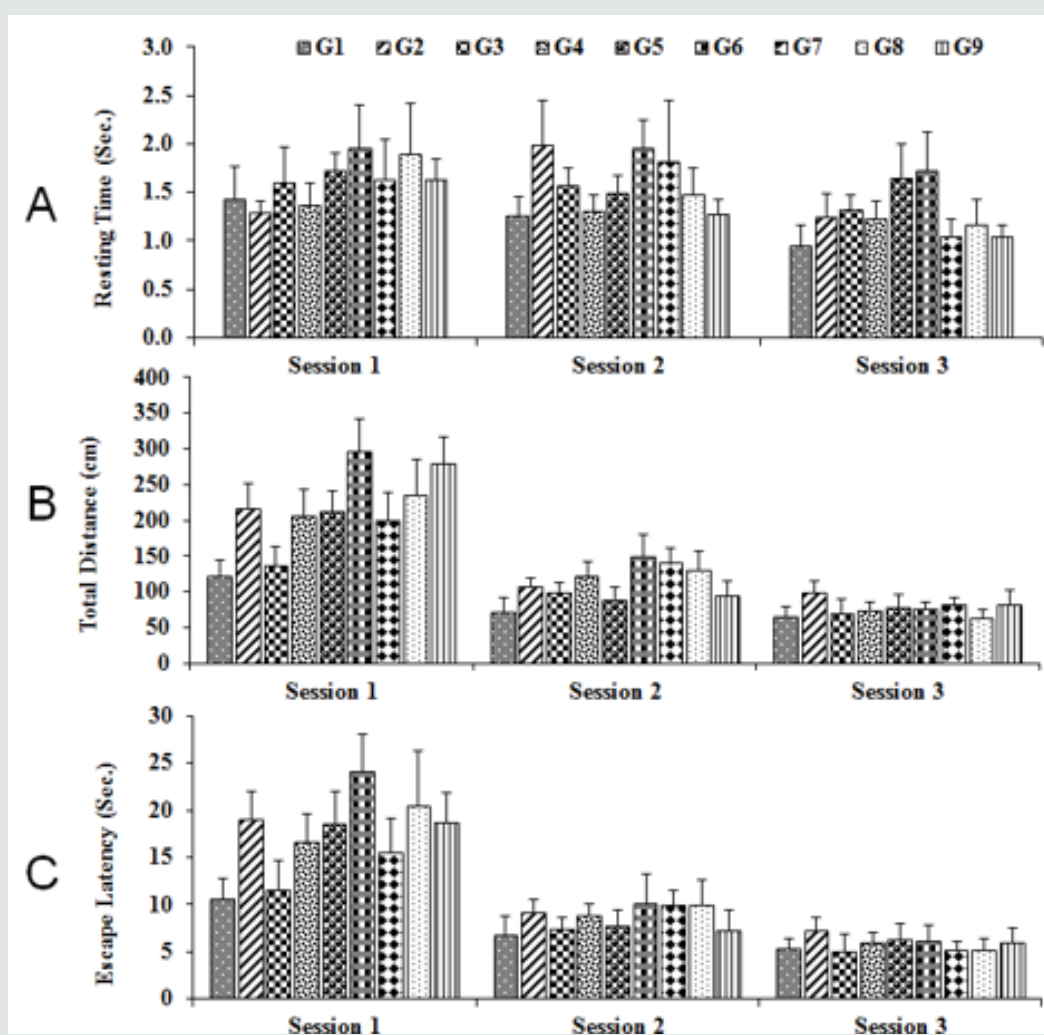 A
Resting Time (Sec.)
3.0
2.5
2.0
1.5
1.0
0.5
0.0
G1 G2 G3 G4 G5 G6 G7 G8 G9
Session 1 Session 2 Session 3
B
Total Distance (cm)
400
350
300
250
200
150
100
50
0
Session 1 Session 2 Session 3
C
Escape Latency (Sec.)
30
25
20
15
10
5
0
Session 1 Session 2 Session 3